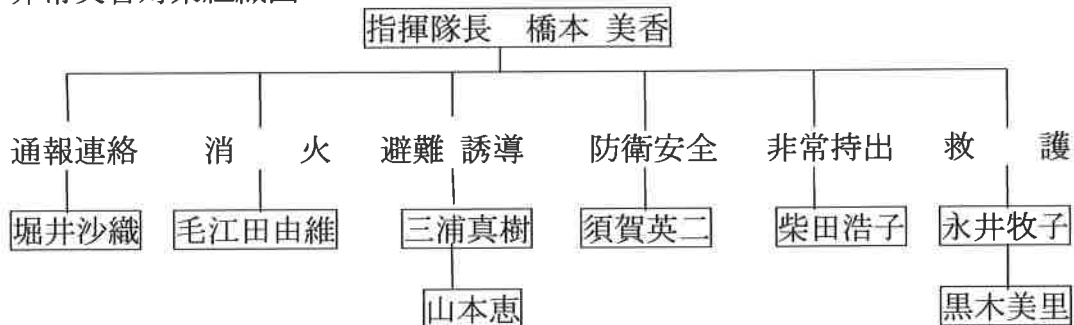 指揮隊長 橋本 美香
通報連絡 消火 避難誘導 防衛安全 非常持出 救護
堀井沙織 毛江田由維 三浦真樹 須賀英二 柴田浩子 永井牧子
山本恵 黒木美里